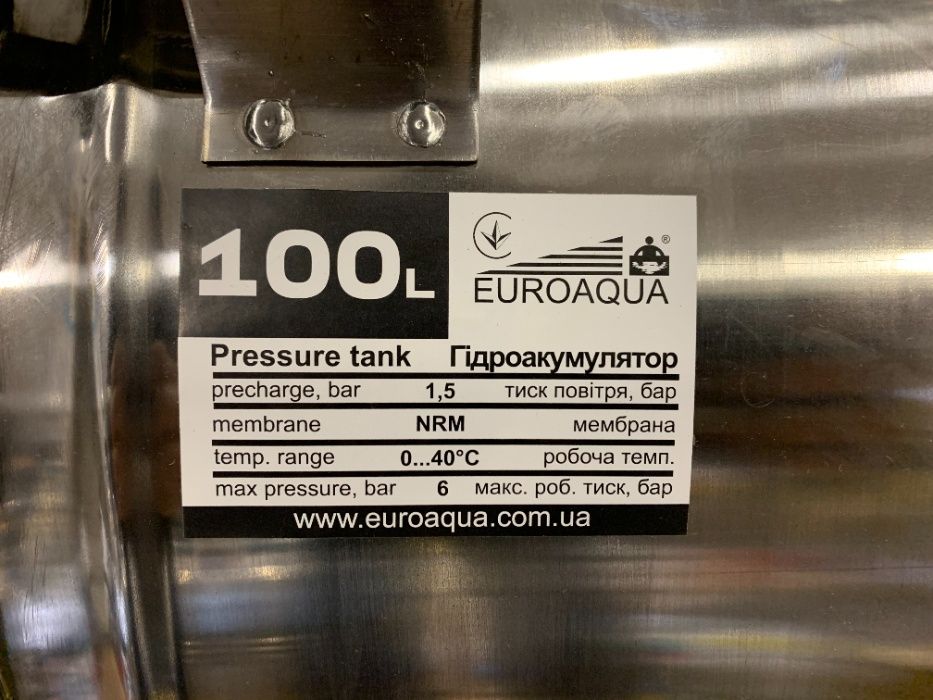 100L
®
EUROAQUA
Pressure tank Гідроакумулятор
precharge, bar 1,5 тиск повітря, бар
membrane NRM мембрана
temp. range 0...40°C робоча темп.
max pressure, bar 6 макс. роб. тиск, бар
www.euroaqua.com.ua